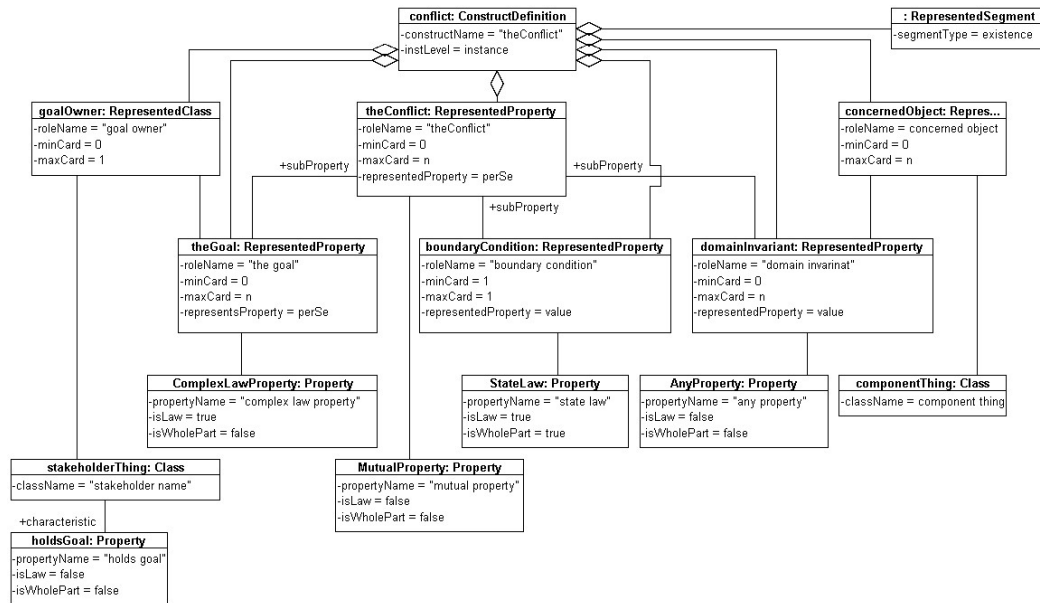 conflict: ConstructDefinition
-constructName = "theConflict"
-instLevel = instance
: RepresentedSegment
-segmentType = existence
goalOwner: RepresentedClass
-roleName = "goal owner"
-minCard = 0
-maxCard = 1
theConflict: RepresentedProperty
-roleName = "theConflict"
-minCard = 0
-maxCard = n
-representedProperty = perSe
concernedObject: Repres...
-roleName = concerned object
-minCard = 0
-maxCard = n
+subProperty
+subProperty
+subProperty
theGoal: RepresentedProperty
-roleName = "the goal"
-minCard = 0
-maxCard = n
-representsProperty = perSe
boundaryCondition: RepresentedProperty
-roleName = "boundary condition"
-minCard = 1
-maxCard = 1
-representedProperty = value
domainInvariant: RepresentedProperty
-roleName = "domain invarinat"
-minCard = 0
-maxCard = n
-representedProperty = value
ComplexLawProperty: Property
-propertyName = "complex law property"
-isLaw = true
-isWholePart = false
StateLaw: Property
-propertyName = "state law"
-isLaw = true
-isWholePart = true
AnyProperty: Property
-propertyName = "any property"
-isLaw = false
-isWholePart = false
componentThing: Class
-className = component thing
stakeholderThing: Class
-className = "stakeholder name"
MutualProperty: Property
-propertyName = "mutual property"
-isLaw = false
-isWholePart = false
+characteristic
holdsGoal: Property
-propertyName = "holds goal"
-isLaw = false
-isWholePart = false